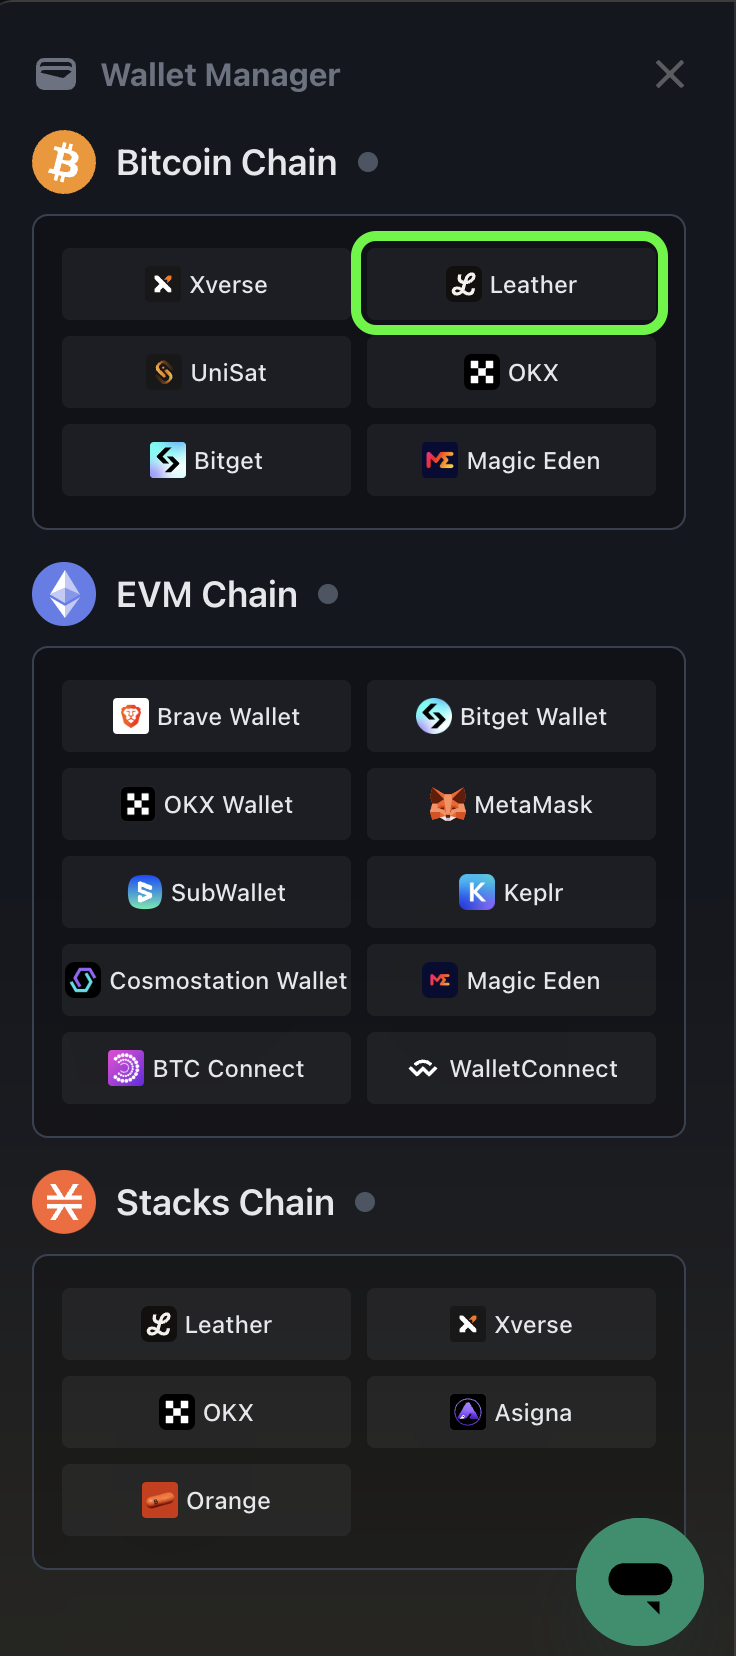 Wallet Manager
Bitcoin Chain
Xverse
Leather
UniSat
OKX
Bitget
Magic Eden
EVM Chain
Brave Wallet
Bitget Wallet
OKX Wallet
MetaMask
SubWallet
Keplr
Cosmostation Wallet
Magic Eden
BTC Connect
WalletConnect
Stacks Chain
Leather
Xverse
OKX
Asigna
Orange